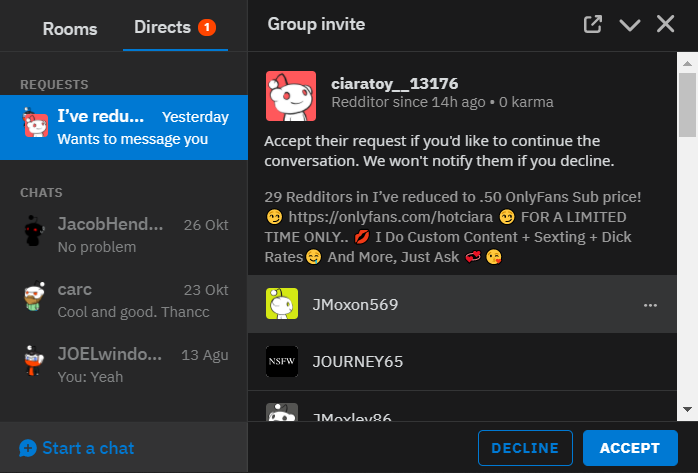 Rooms
Directs 1
REQUESTS
I've redu... Yesterday
Wants to message you
CHATS
JacobHend... 26 Okt
No problem
carc 23 Okt
Cool and good. Thancc
JOELwindo... 13 Agu
You: Yeah
Start a chat
Group invite
ciaratoy__13176
Redditor since 14h ago • 0 karma
Accept their request if you'd like to continue the
conversation. We won't notify them if you decline.
29 Redditors in I've reduced to .50 OnlyFans Sub price!
😏 https://onlyfans.com/hotciara 😏 FOR A LIMITED
TIME ONLY.. 💋 I Do Custom Content + Sexting + Dick
Rates🤤 And More, Just Ask 💞 😘
JMoxon569
NSFW JOURNEY65
JMoxley86
DECLINE
ACCEPT